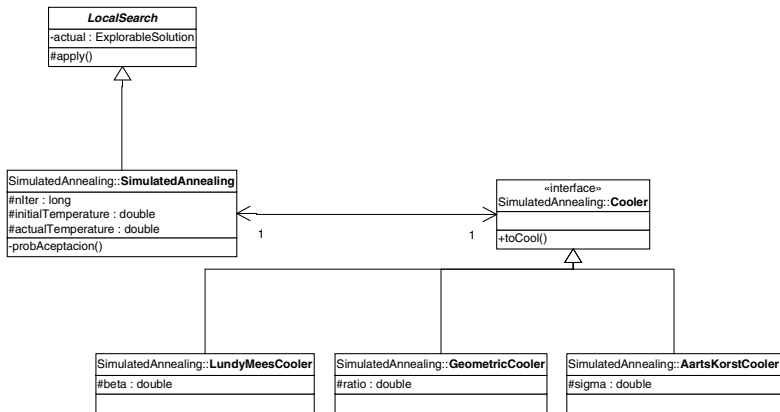 LocalSearch
-actual : ExplorableSolution
#apply()
SimulatedAnnealing::SimulatedAnnealing
#nIter : long
#initialTemperature : double
#actualTemperature : double
-probAceptacion()
1
1
«interface»
SimulatedAnnealing::Cooler
+toCool()
SimulatedAnnealing::LundyMeesCooler
#beta : double
SimulatedAnnealing::GeometricCooler
#ratio : double
SimulatedAnnealing::AartsKorstCooler
#sigma : double